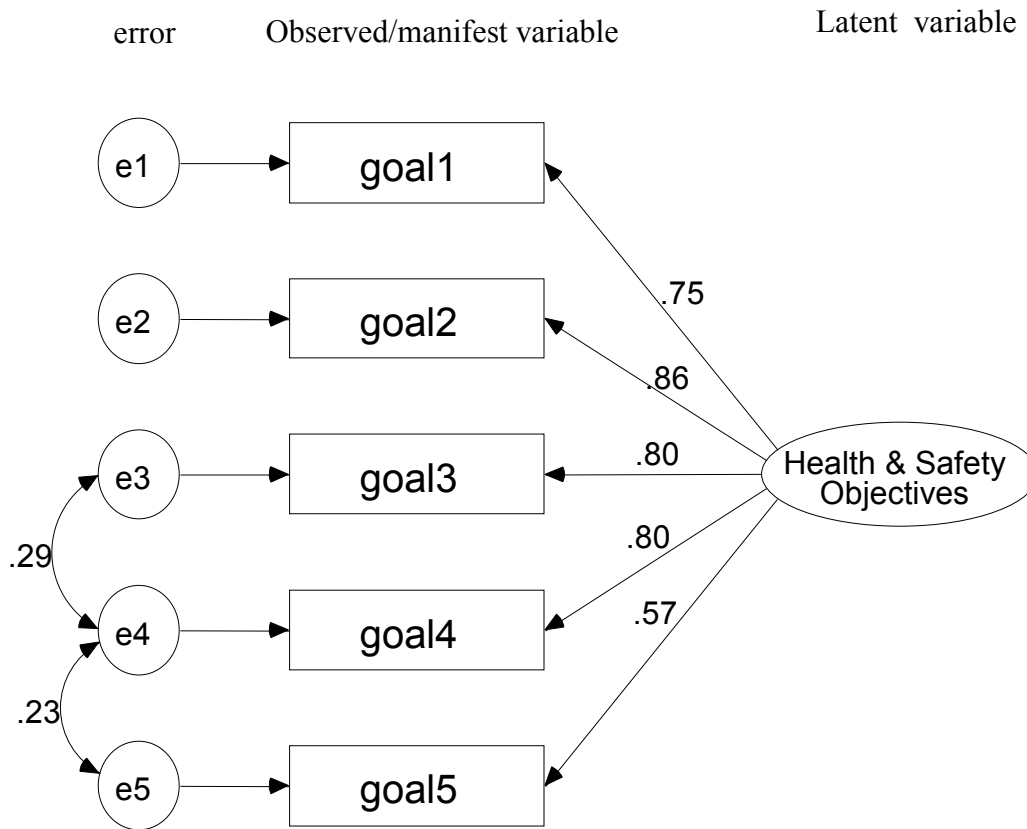 error Observed/manifest variable Latent variable
e1 goal1
.75
e2 goal2
.86
e3 goal3 .80 Health & Safety
Objectives
.29
.80
e4 goal4 .57
.23
e5 goal5